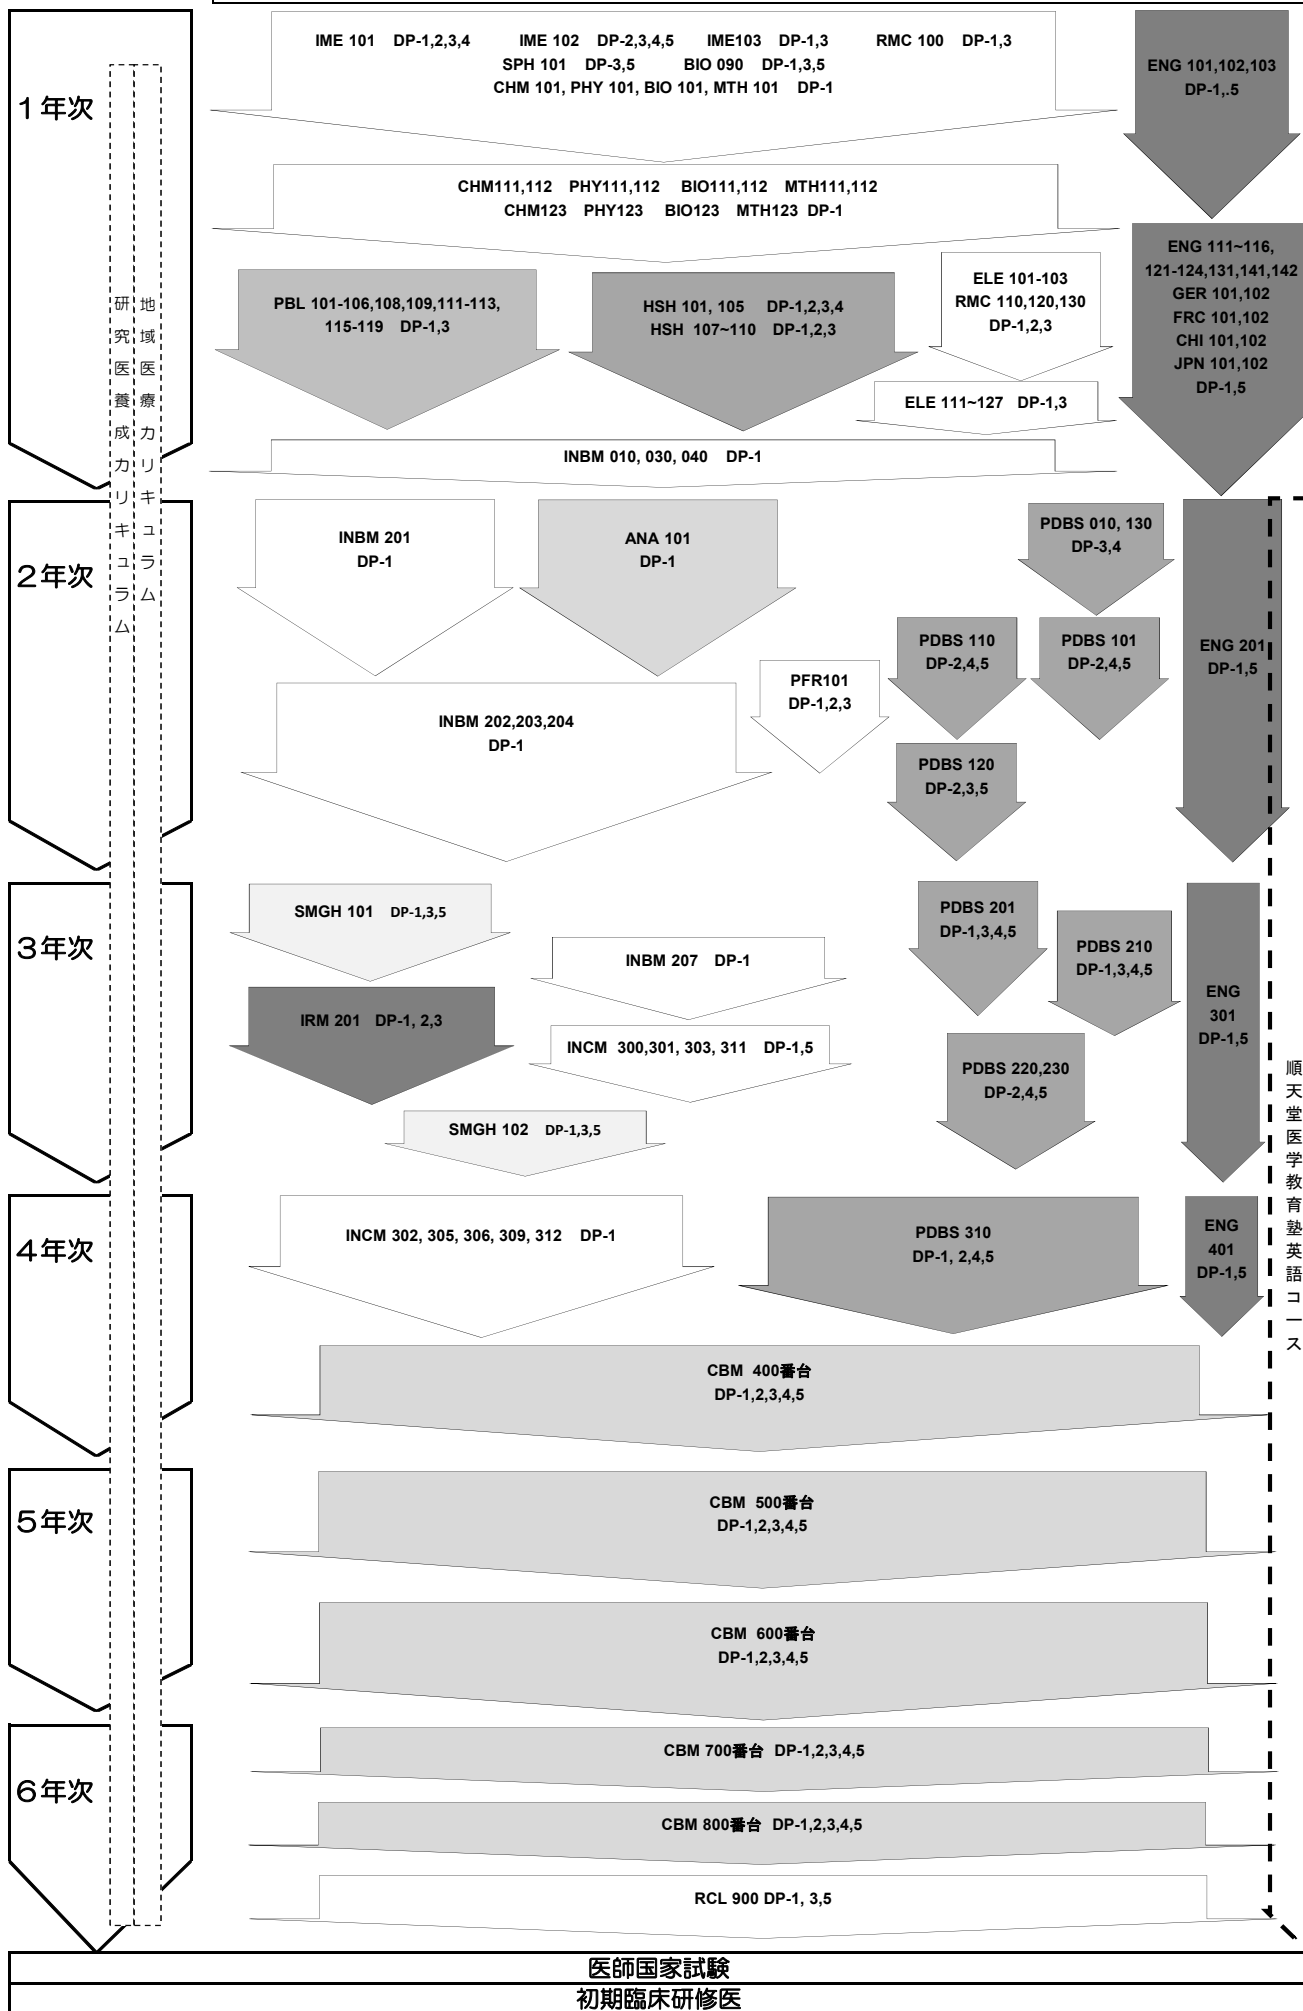 1年次
研究医養成カリキュラム
地域医療カリキュラム
IME 101 DP-1,2,3,4 IME 102 DP-2,3,4,5 IME103 DP-1,3 RMC 100 DP-1,3
SPH 101 DP-3,5 BIO 090 DP-1,3,5
CHM 101, PHY 101, BIO 101, MTH 101 DP-1
ENG 101,102,103
DP-1,.5
CHM111,112 PHY111,112 BIO111,112 MTH111,112
CHM123 PHY123 BIO123 MTH123 DP-1
PBL 101-106,108,109,111-113,
115-119 DP-1,3
HSH 101, 105 DP-1,2,3,4
HSH 107~110 DP-1,2,3
ELE 101-103
RMC 110,120,130
DP-1,2,3
ELE 111~127 DP-1,3
ENG 111~116,
121-124,131,141,142
GER 101,102
FRC 101,102
CHI 101,102
JPN 101,102
DP-1,5
INBM 010, 030, 040 DP-1
2年次
INBM 201
DP-1
ANA 101
DP-1
PDBS 010, 130
DP-3,4
PDBS 110
DP-2,4,5
PDBS 101
DP-2,4,5
ENG 201
DP-1,5
PFR101
DP-1,2,3
INBM 202,203,204
DP-1
PDBS 120
DP-2,3,5
3年次
SMGH 101 DP-1,3,5
INBM 207 DP-1
PDBS 201
DP-1,3,4,5
PDBS 210
DP-1,3,4,5
ENG
301
DP-1,5
IRM 201 DP-1, 2,3
INCM 300,301, 303, 311 DP-1,5
PDBS 220,230
DP-2,4,5
SMGH 102 DP-1,3,5
順天堂医学教育塾英語コース
4年次
INCM 302, 305, 306, 309, 312 DP-1
PDBS 310
DP-1, 2,4,5
ENG
401
DP-1,5
CBM 400番台
DP-1,2,3,4,5
5年次
CBM 500番台
DP-1,2,3,4,5
CBM 600番台
DP-1,2,3,4,5
6年次
CBM 700番台 DP-1,2,3,4,5
CBM 800番台 DP-1,2,3,4,5
RCL 900 DP-1, 3,5
医師国家試験
初期臨床研修医